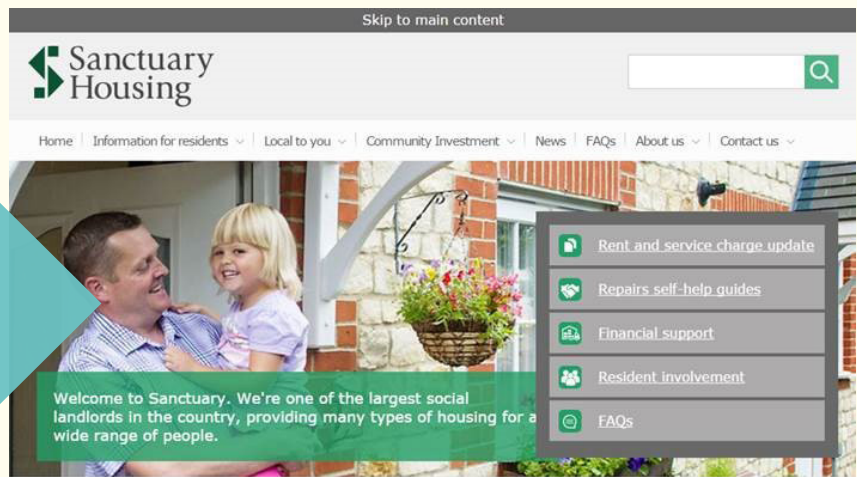 Skip to main content
Sanctuary
Housing
Home Information for residents Local to you Community Investment News FAQs About us Contact us
Rent and service charge update
Repairs self-help guides
Financial support
Resident involvement
FAQs
Welcome to Sanctuary. We're one of the largest social
landlords in the country, providing many types of housing for a
wide range of people.